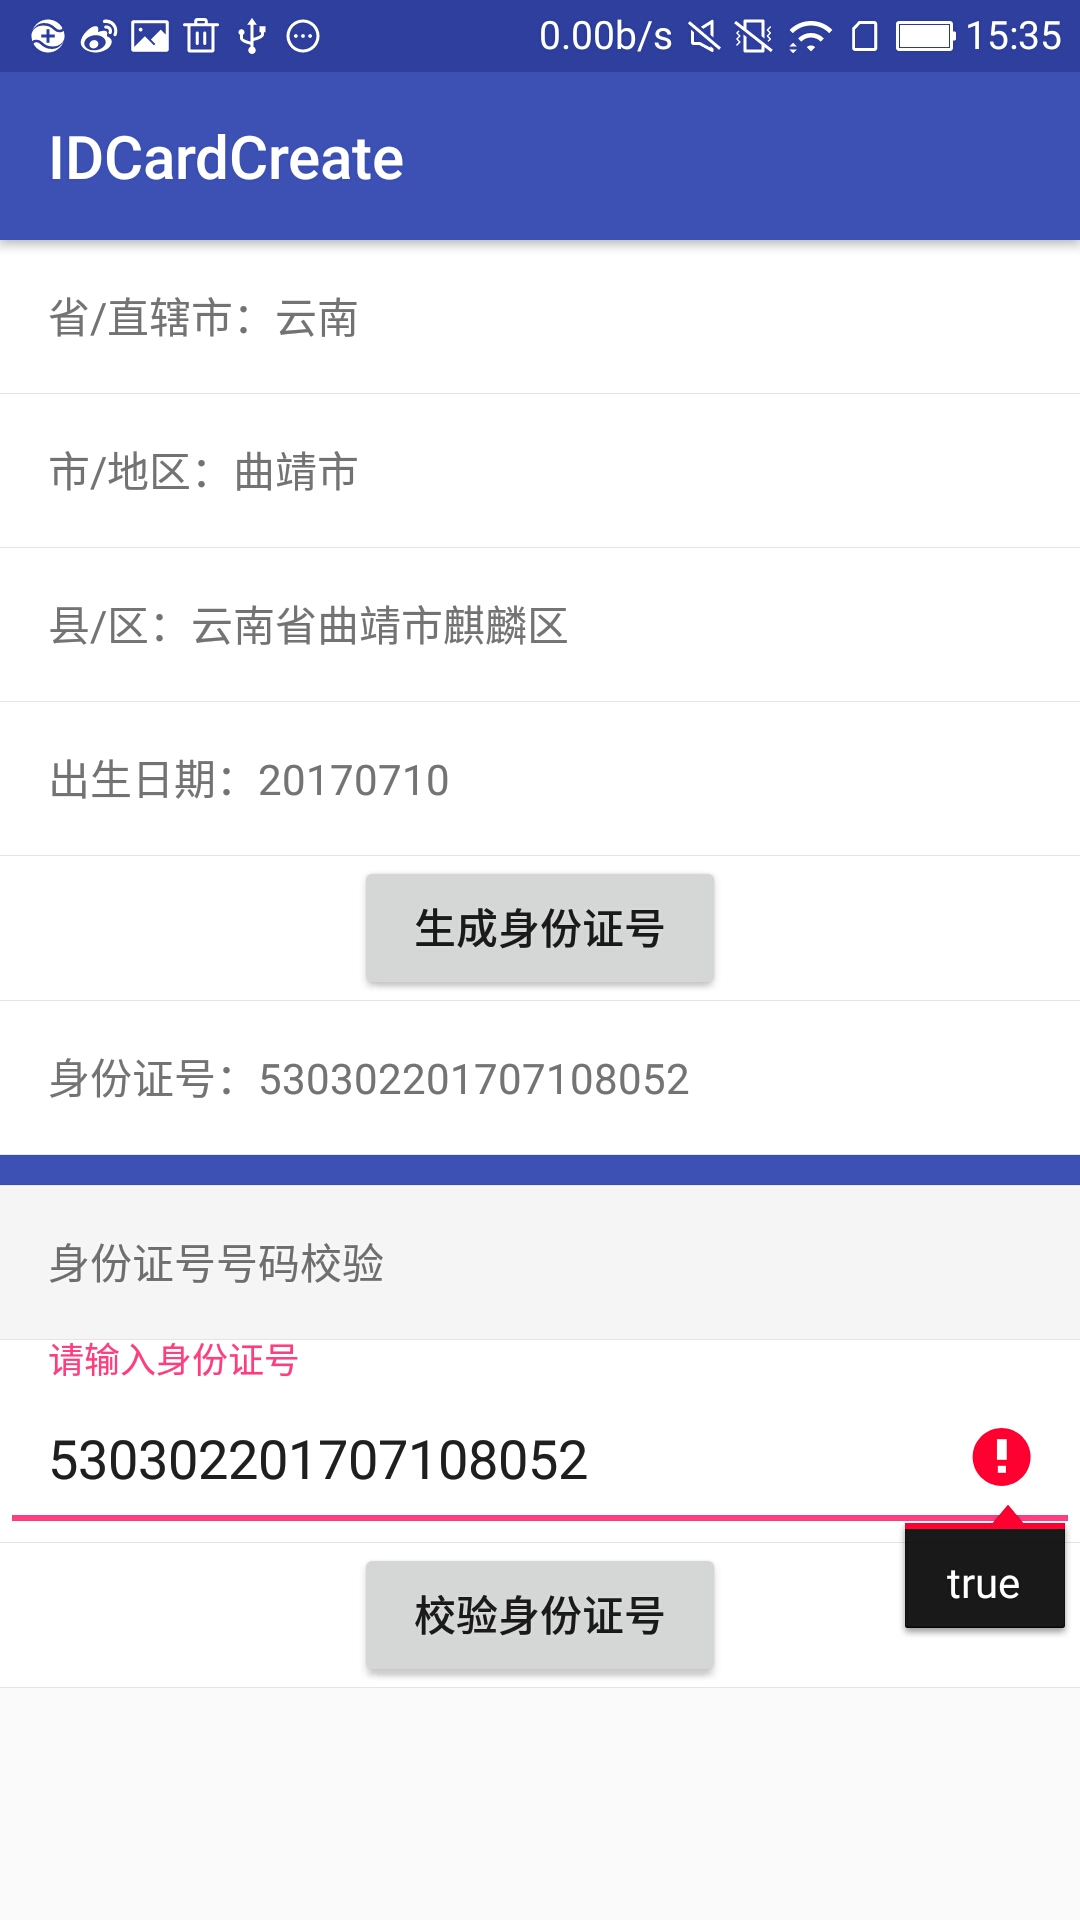 0.00b/s 15:35
IDCardCreate
省/直辖市：云南
市/地区：曲靖市
县/区：云南省曲靖市麒麟区
出生日期：20170710
生成身份证号
身份证号：530302201707108052
身份证号号码校验
请输入身份证号
530302201707108052
true
校验身份证号